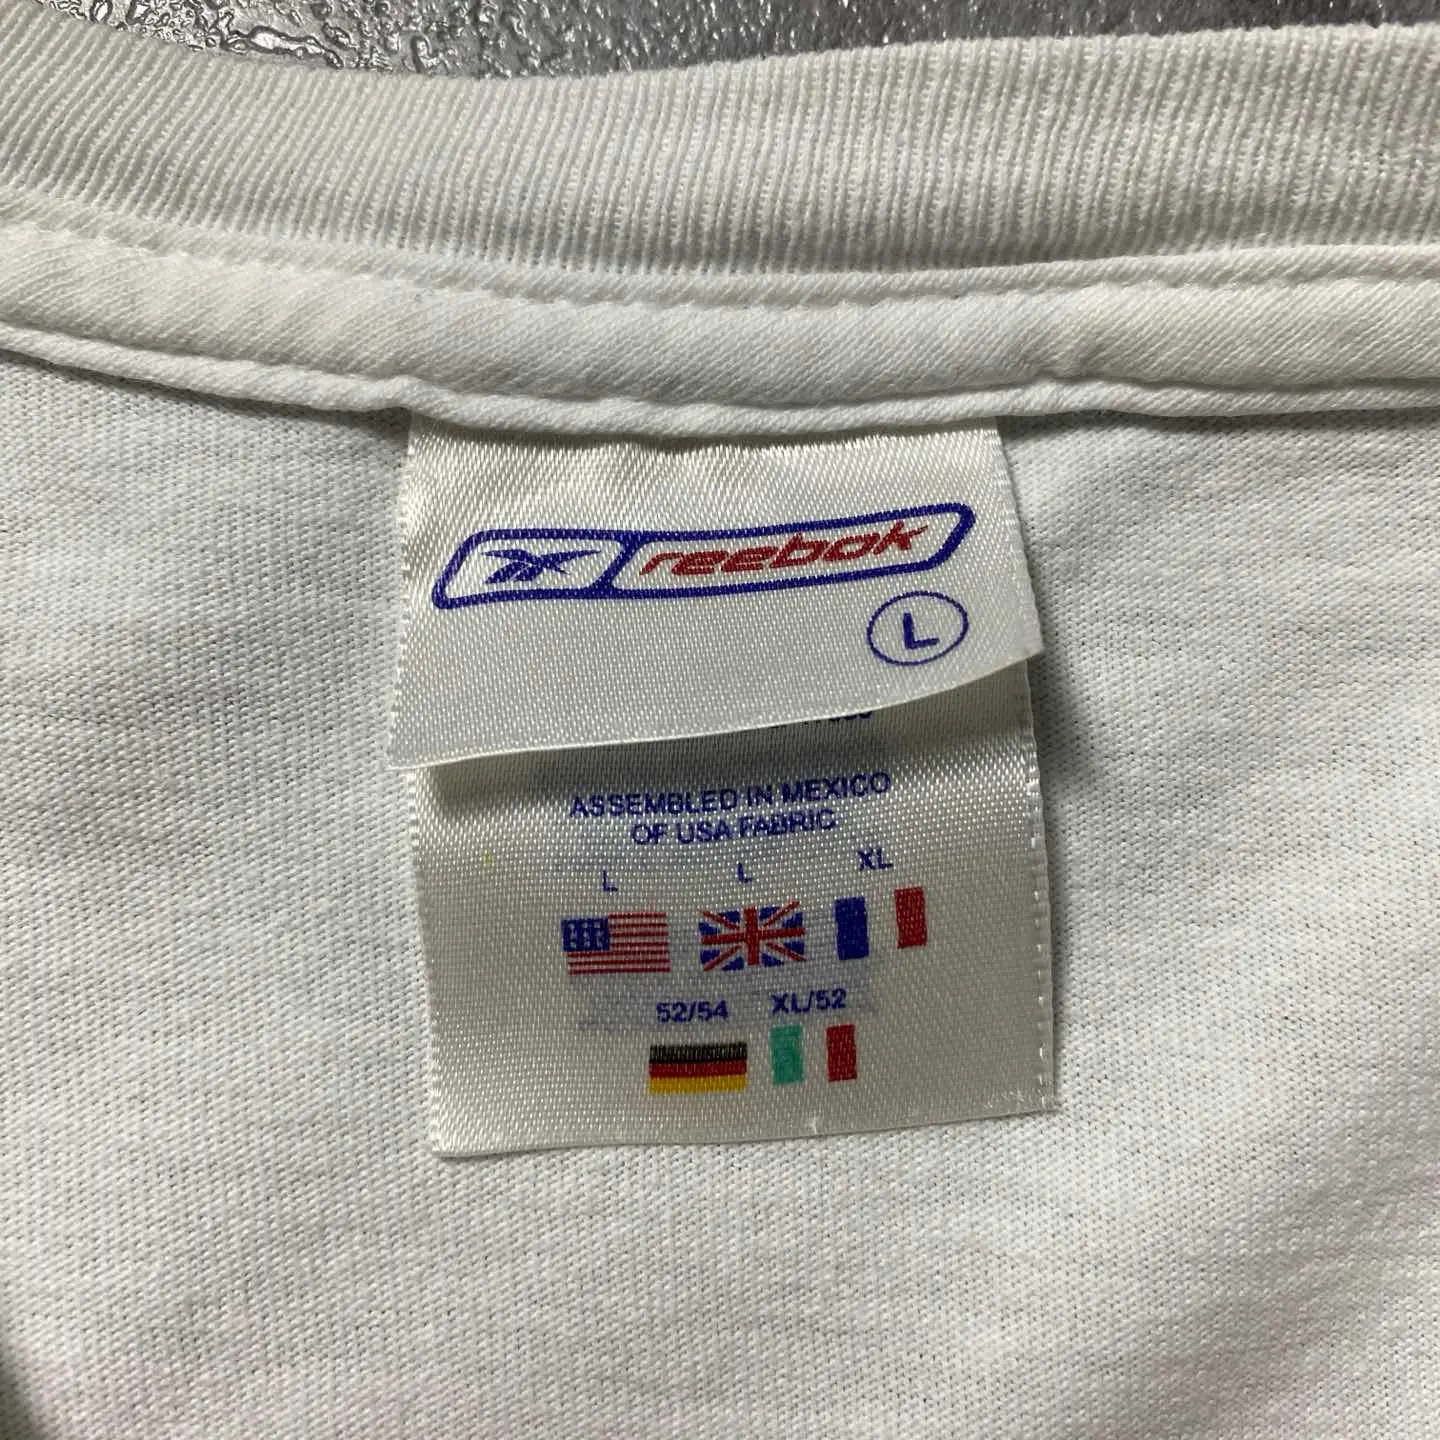 reebok
L
ASSEMBLED IN MEXICO
OF USA FABRIC
L L XL
52/54 XL/52